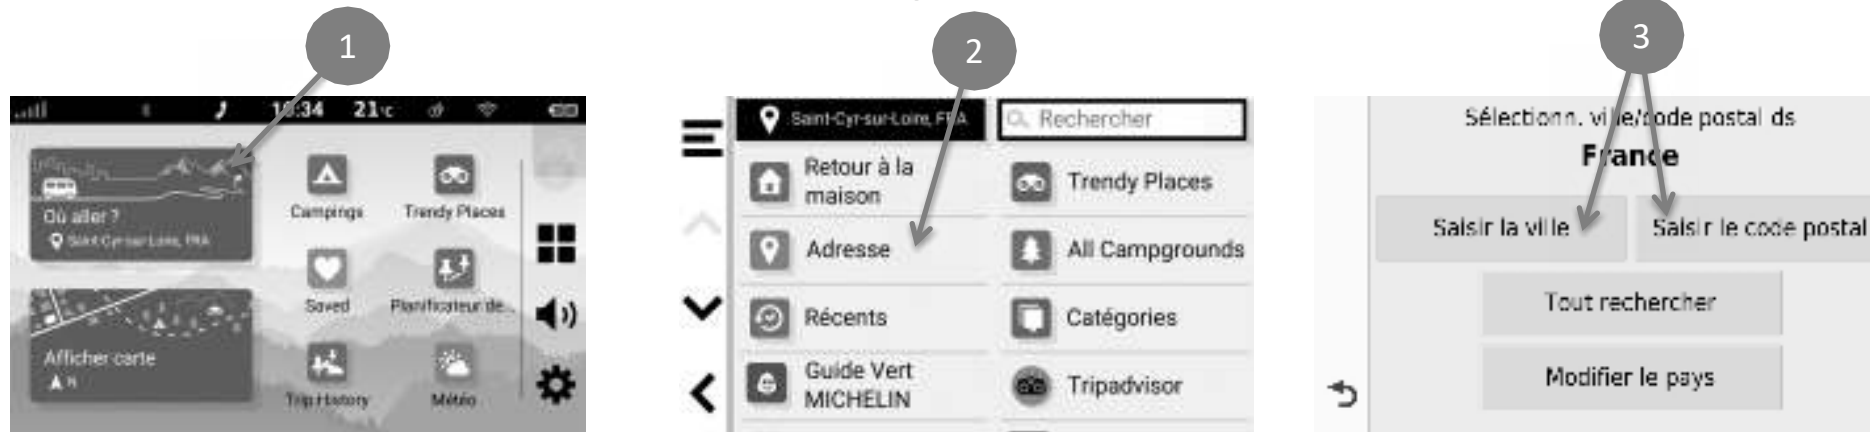 1
2
3
18:34 21°C
Où aller ?
Saint-Cyr-sur-Loire, FRA
Afficher carte
N
Campings
Trendy Places
Saved
Planificateur de...
Trip History
Météo
Saint-Cyr-sur-Loire, FRA
Rechercher
Retour à la
maison
Trendy Places
Adresse
All Campgrounds
Récents
Catégories
Guide Vert
MICHELIN
Tripadvisor
Sélectionn. ville/code postal ds
France
Saisir la ville
Saisir le code postal
Tout rechercher
Modifier le pays